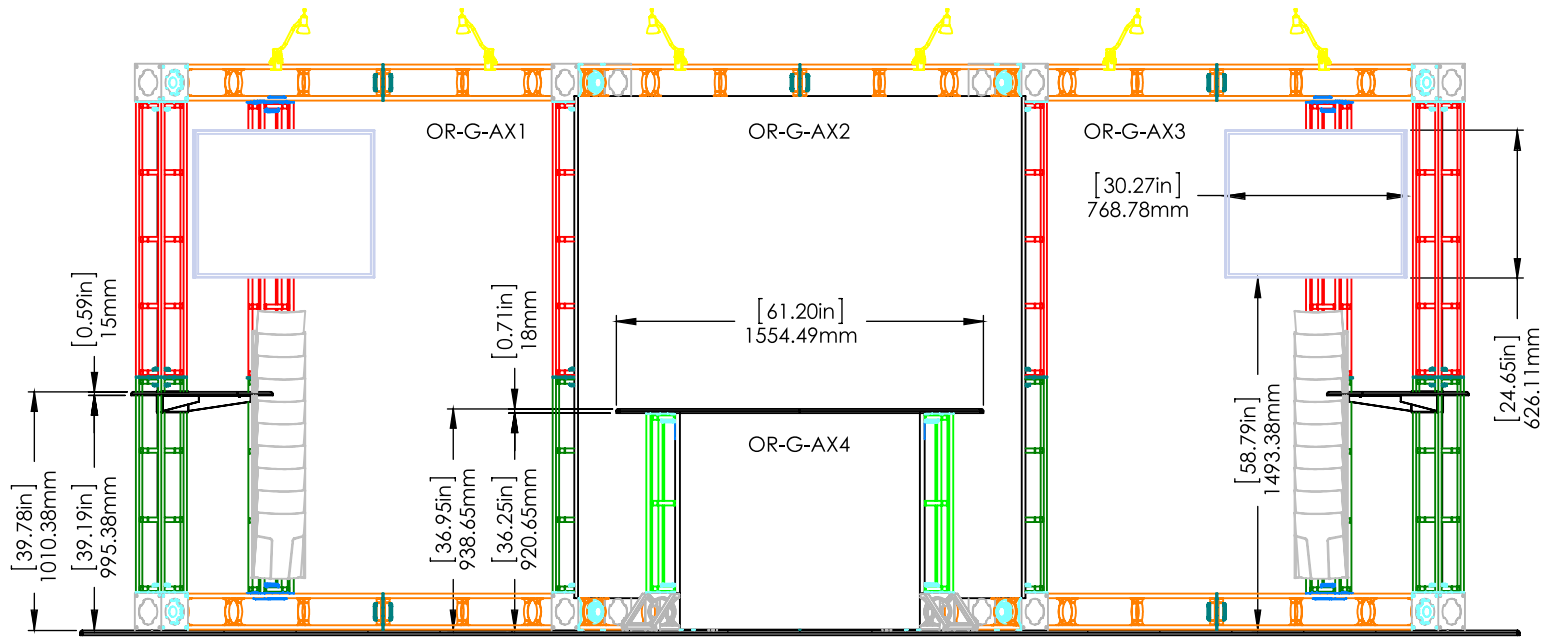 OR-G-AX1
OR-G-AX2
OR-G-AX3
[30.27in]
768.78mm
[0.59in]
15mm
[0.71in]
18mm
[61.20in]
1554.49mm
[24.65in]
626.11mm
OR-G-AX4
[58.79in]
1493.38mm
[39.78in]
1010.38mm
[39.19in]
995.38mm
[36.95in]
938.65mm
[36.25in]
920.65mm